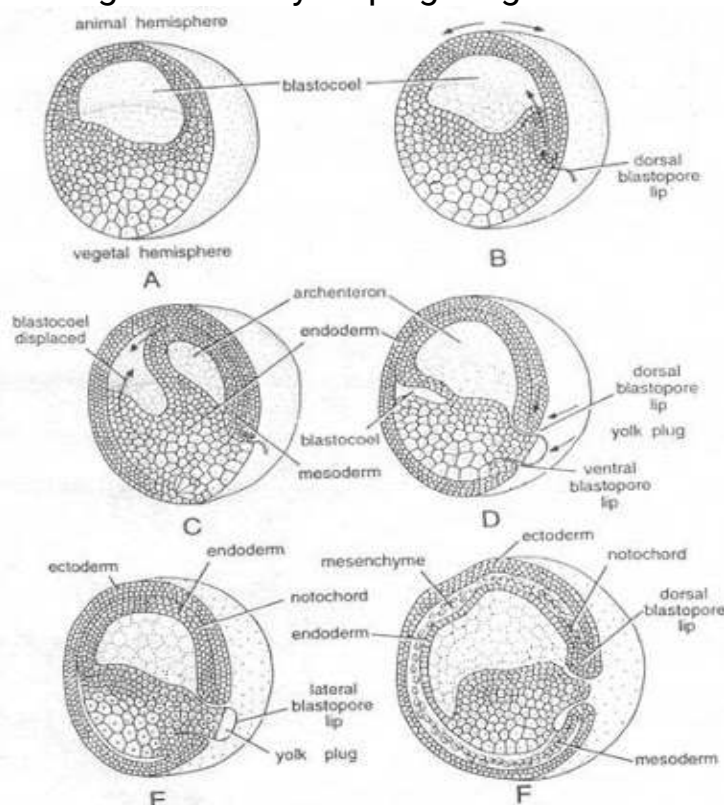 animal hemisphere
blastocoel
dorsal
blastopore
lip
vegetal hemisphere
A
B
blastocoel
displaced
archenteron
endoderm
blastocoel
mesoderm
dorsal
blastopore
lip
yolk plug
ventral
blastopore
lip
C
D
ectoderm
endoderm
notochord
lateral
blastopore
lip
yolk plug
E
mesenchyme
endoderm
ectoderm
notochord
dorsal
blastopore
lip
mesoderm
F